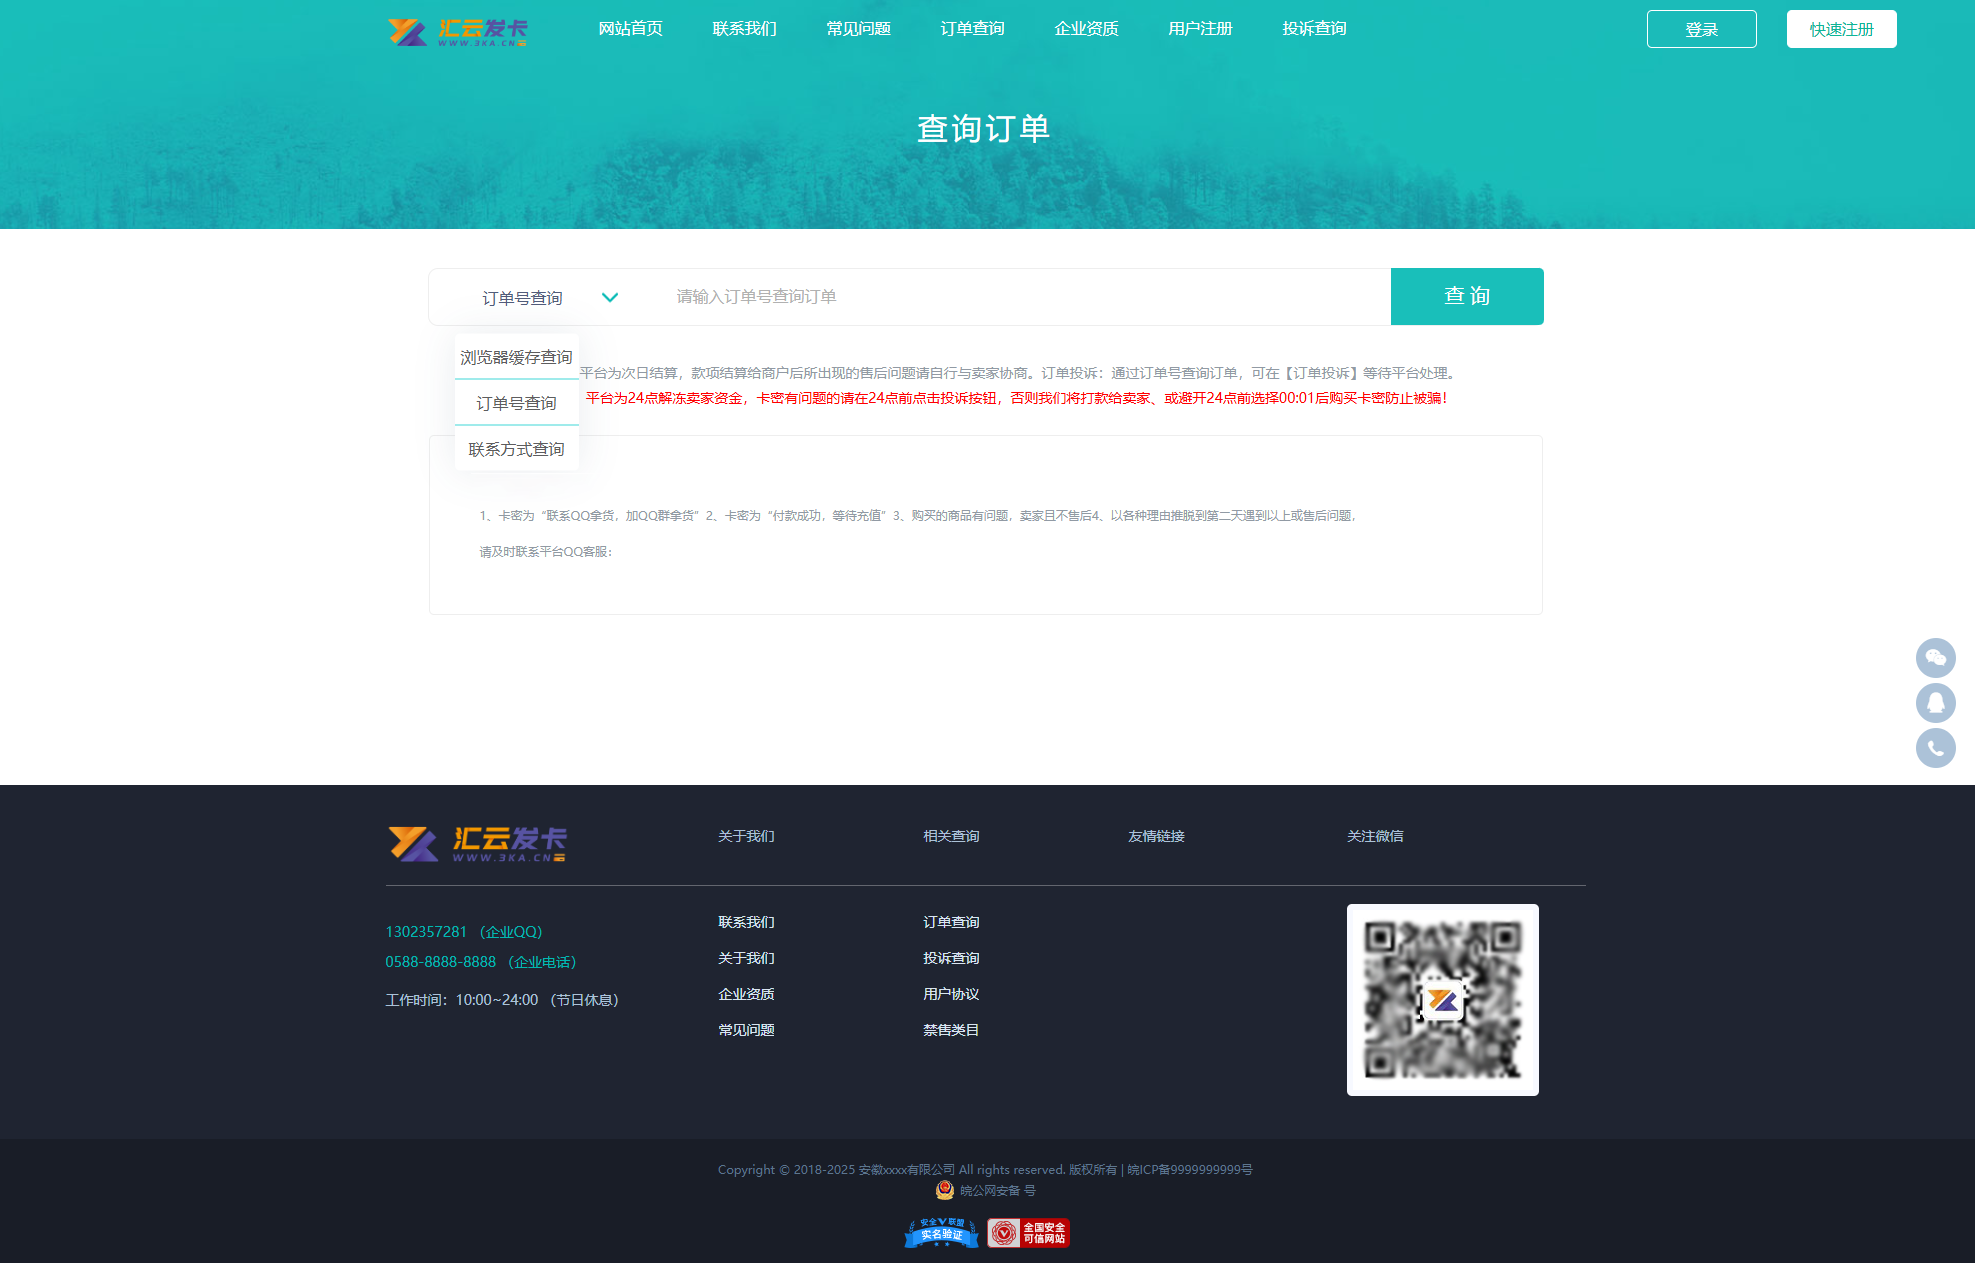 汇云发卡
WWW.3KA.CN
网站首页 联系我们 常见问题 订单查询 企业资质 用户注册 投诉查询 登录 快速注册
查询订单
订单号查询 请输入订单号查询订单 查 询
浏览器缓存查询
订单号查询
联系方式查询
平台为次日结算，款项结算给商户后所出现的售后问题请自行与卖家协商。订单投诉：通过订单号查询订单，可在【订单投诉】等待平台处理。
平台为24点解冻卖家资金，卡密有问题的请在24点前点击投诉按钮，否则我们将打款给卖家、或避开24点前选择00:01后购买卡密防止被骗！
1、卡密为“联系QQ拿货，加QQ群拿货”2、卡密为“付款成功，等待充值”3、购买的商品有问题，卖家且不售后4、以各种理由推脱到第二天遇到以上或售后问题，
请及时联系平台QQ客服：
汇云发卡
WWW.3KA.CN
关于我们 相关查询 友情链接 关注微信
1302357281 （企业QQ）
0588-8888-8888 （企业电话）
工作时间：10:00~24:00 （节日休息）
联系我们
关于我们
企业资质
常见问题
订单查询
投诉查询
用户协议
禁售类目
Copyright © 2018-2025 安徽xxxx有限公司 All rights reserved. 版权所有 | 皖ICP备9999999999号
皖公网安备 号
安全V联盟
实名验证
全国安全
可信网站